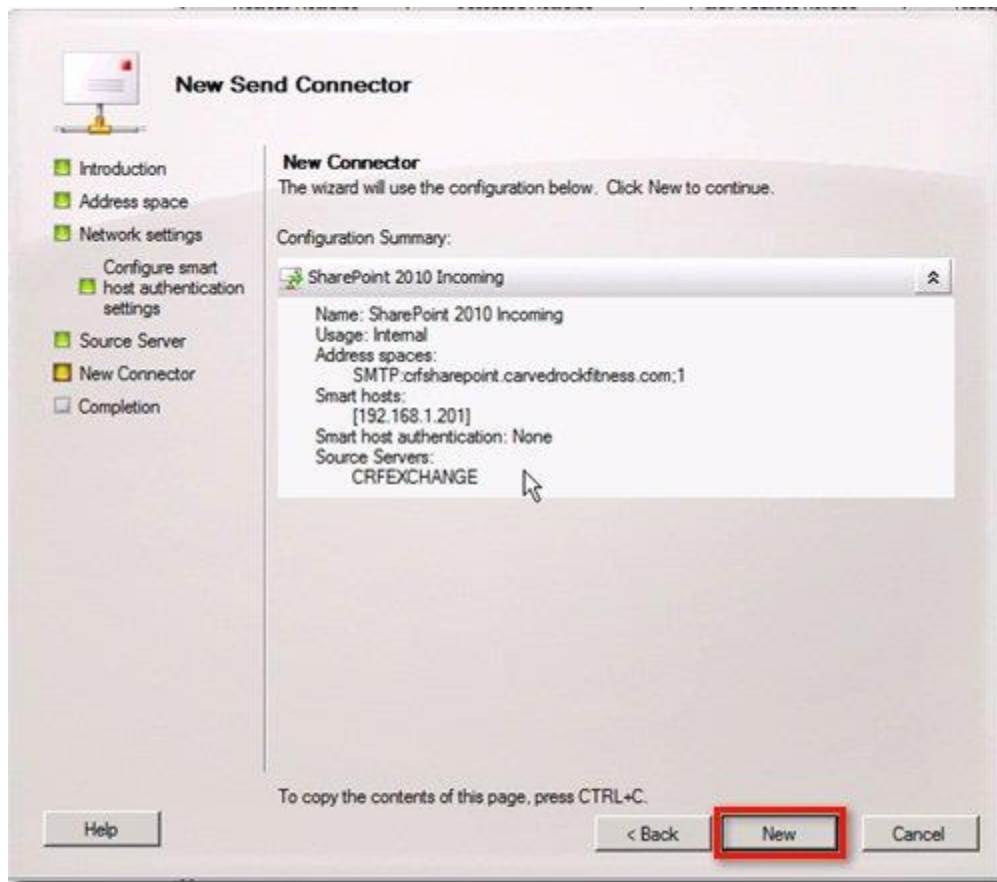 New Send Connector
Introduction
Address space
Network settings
Configure smart
host authentication
settings
Source Server
New Connector
Completion
New Connector
The wizard will use the configuration below. Click New to continue.
Configuration Summary:
SharePoint 2010 Incoming
Name: SharePoint 2010 Incoming
Usage: Internal
Address spaces:
SMTP:crfsharepoint.carvedrockfitness.com;1
Smart hosts:
[192.168.1.201]
Smart host authentication: None
Source Servers:
CRFEXCHANGE
To copy the contents of this page, press CTRL+C.
Help
< Back
New
Cancel